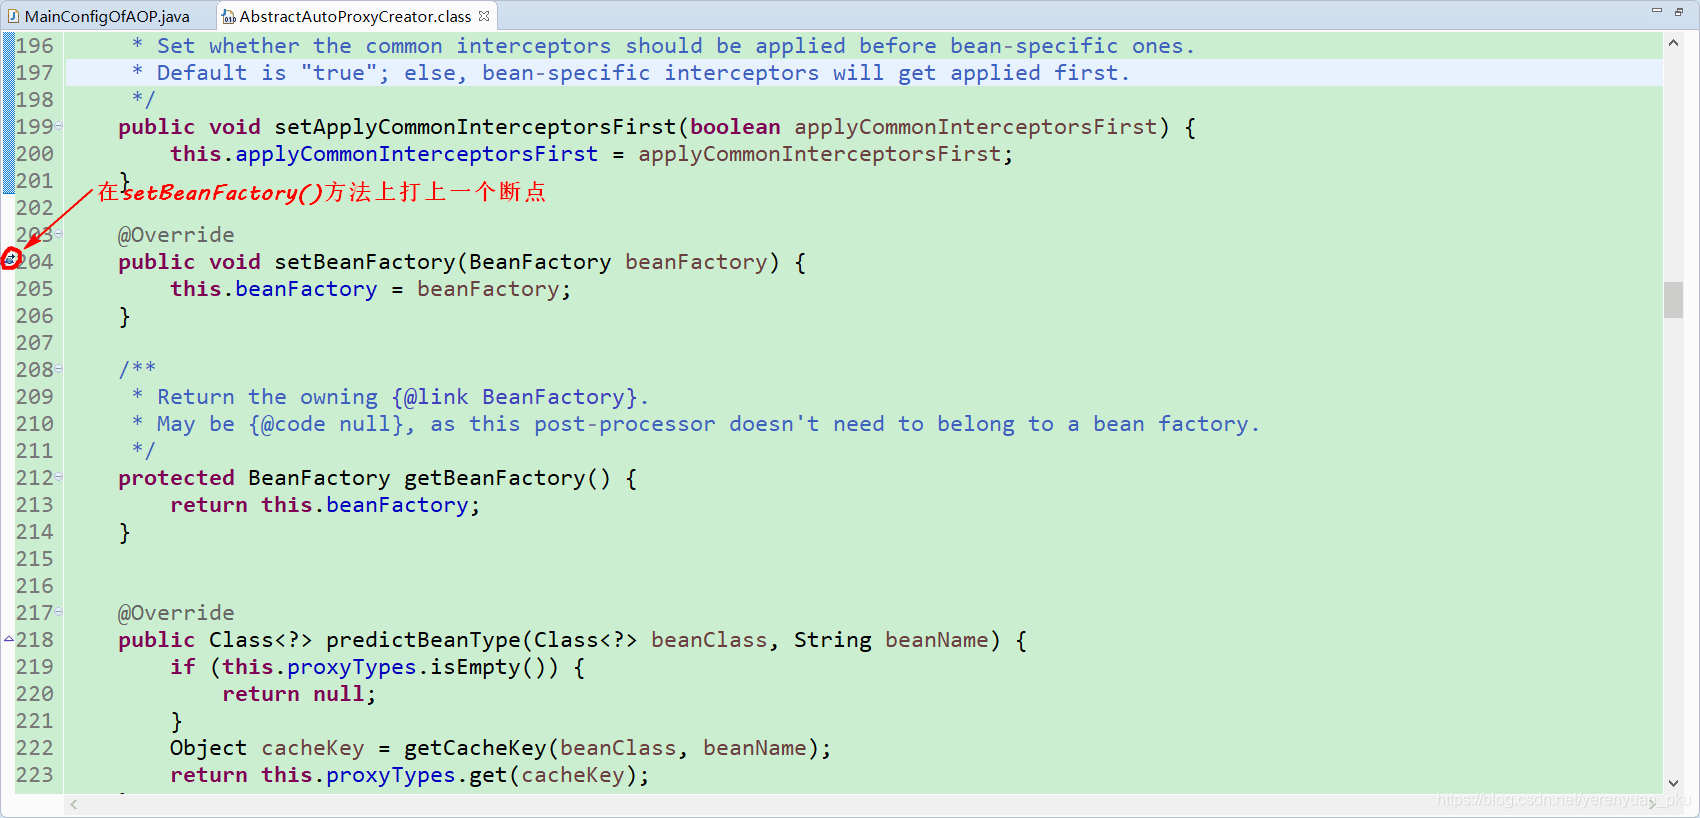 MainConfigOfAOP.java
AbstractAutoProxyCreator.class
196 * Set whether the common interceptors should be applied before bean-specific ones.
197 * Default is "true"; else, bean-specific interceptors will get applied first.
198 */
199 public void setApplyCommonInterceptorsFirst(boolean applyCommonInterceptorsFirst) {
200 this.applyCommonInterceptorsFirst = applyCommonInterceptorsFirst;
201 }
在setBeanFactory()方法上打上一个断点
202
203 @Override
204 public void setBeanFactory(BeanFactory beanFactory) {
205 this.beanFactory = beanFactory;
206 }
207
208 /**
209 * Return the owning {@link BeanFactory}.
210 * May be {@code null}, as this post-processor doesn't need to belong to a bean factory.
211 */
212 protected BeanFactory getBeanFactory() {
213 return this.beanFactory;
214 }
215
216
217 @Override
218 public Class<?> predictBeanType(Class<?> beanClass, String beanName) {
219 if (this.proxyTypes.isEmpty()) {
220 return null;
221 }
222 Object cacheKey = getCacheKey(beanClass, beanName);
223 return this.proxyTypes.get(cacheKey);
https://blog.csdn.net/yerenyuan_pku